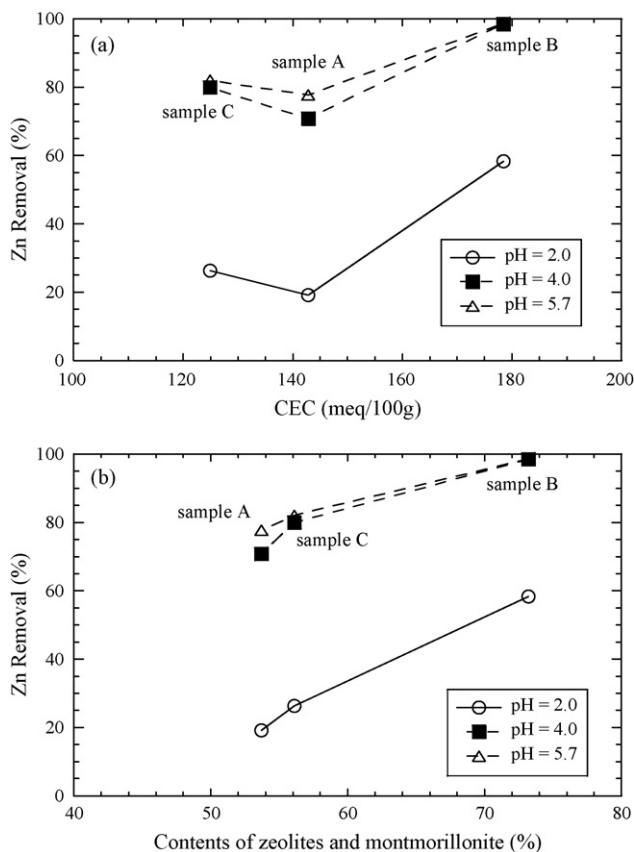 100
(a)
sample A
sample B
80
sample C
60
40
pH = 2.0
pH = 4.0
20
pH = 5.7
0
100 120 140 160 180 200
Zn Removal (%)
CEC (meq/100g)
100
(b)
sample A
sample B
80
sample C
60
40
pH = 2.0
20
pH = 4.0
pH = 5.7
0
40 50 60 70 80
Zn Removal (%)
Contents of zeolites and montmorillonite (%)